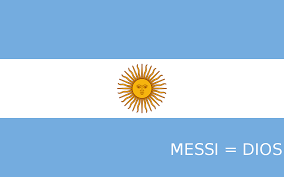 MESSI = DIOS